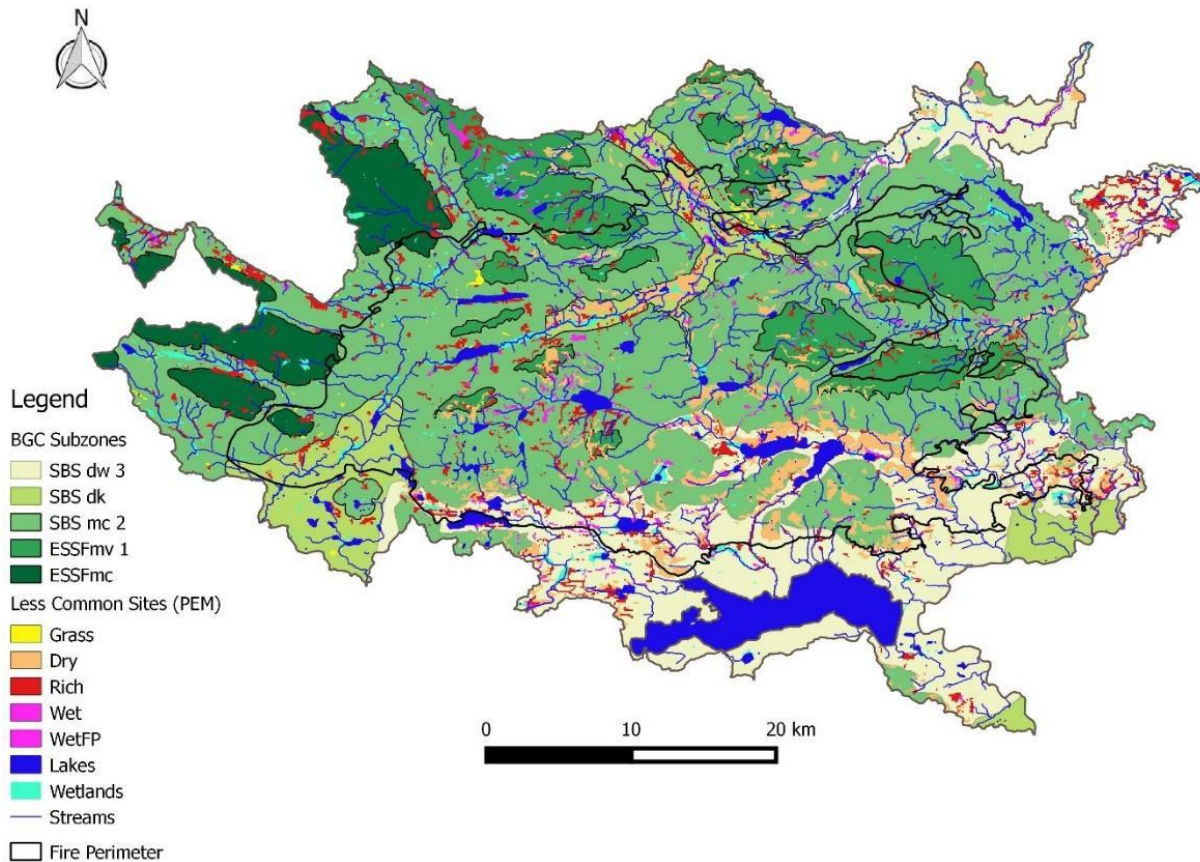 N
Legend
BGC Subzones
SBS dw 3
SBS dk
SBS mc 2
ESSFmv 1
ESSFmc
Less Common Sites (PEM)
Grass
Dry
Rich
Wet
WetFP
Lakes
Wetlands
Streams
Fire Perimeter
0 10 20 km